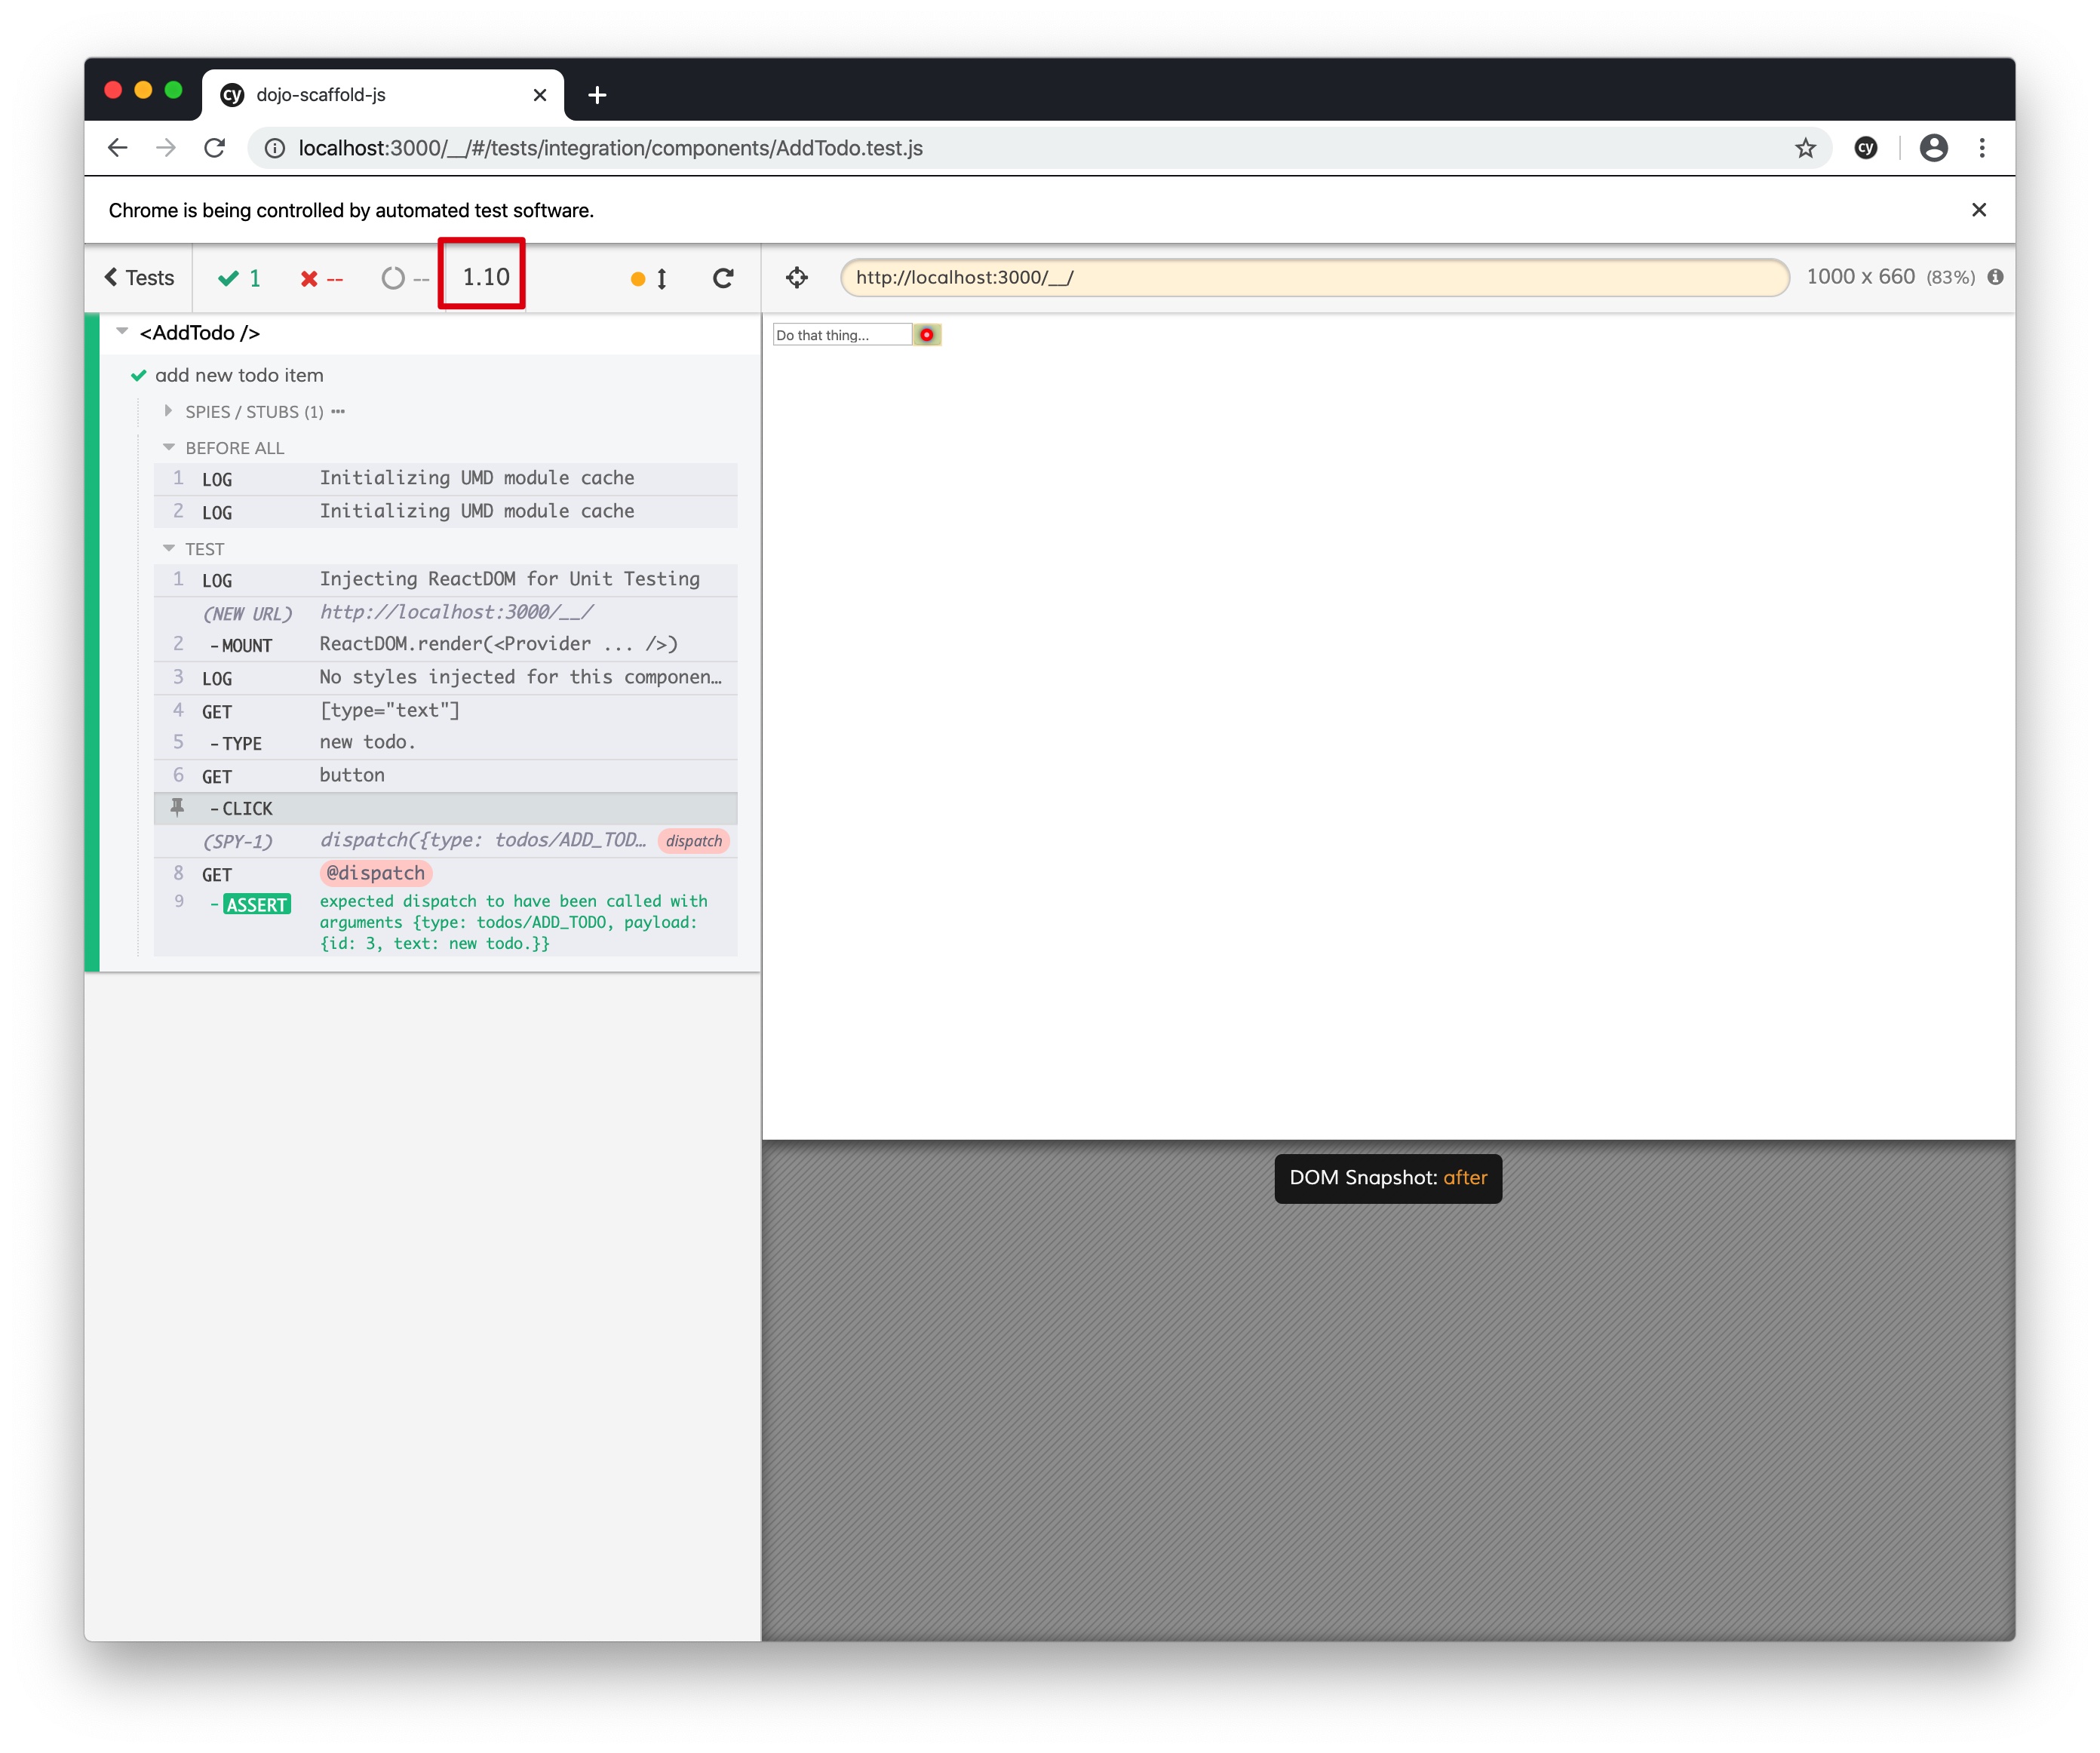 cy dojo-scaffold-js
localhost:3000/__/#/tests/integration/components/AddTodo.test.js cy
Chrome is being controlled by automated test software.
Tests 1 -- -- 1.10 http://localhost:3000/__/ 1000 x 660 (83%)
<AddTodo />
Do that thing...
add new todo item
SPIES / STUBS (1) •••
BEFORE ALL
1 LOG Initializing UMD module cache
2 LOG Initializing UMD module cache
TEST
1 LOG Injecting ReactDOM for Unit Testing
(NEW URL) http://localhost:3000/__/
2 -MOUNT ReactDOM.render(<Provider ... />)
3 LOG No styles injected for this componen…
4 GET [type="text"]
5 -TYPE new todo.
6 GET button
-CLICK
(SPY-1) dispatch({type: todos/ADD_TOD… dispatch
8 GET @dispatch
9 -ASSERT expected dispatch to have been called with
arguments {type: todos/ADD_TODO, payload:
{id: 3, text: new todo.}}
DOM Snapshot: after